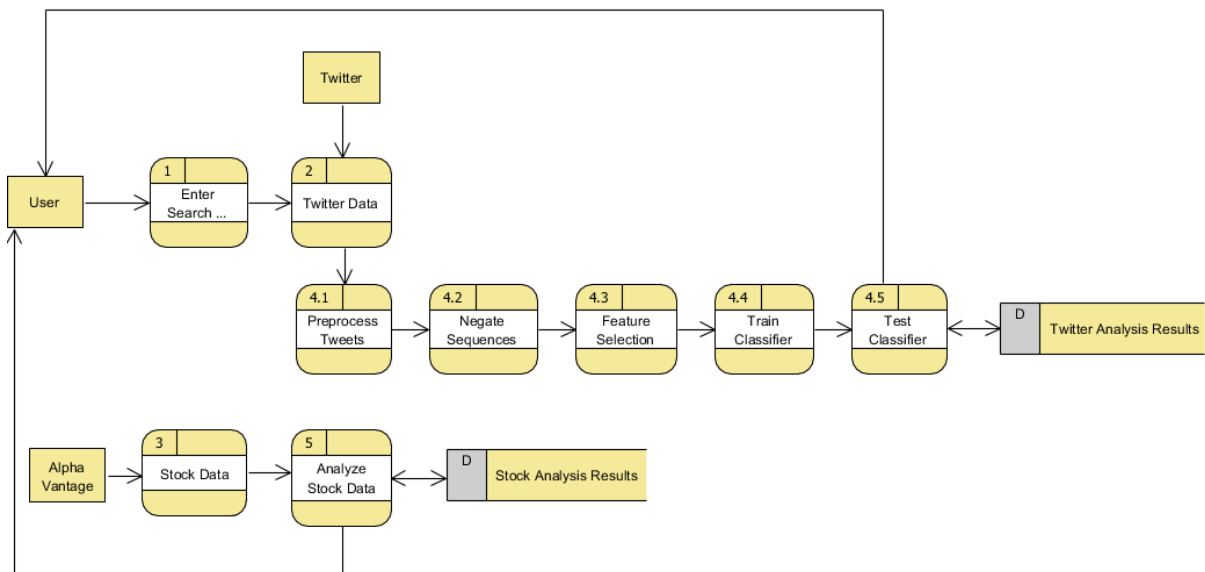 Twitter
1
2
User
Enter
Search ...
Twitter Data
4.1
4.2
4.3
4.4
4.5
Preprocess
Tweets
Negate
Sequences
Feature
Selection
Train
Classifier
Test
Classifier
D
Twitter Analysis Results
3
5
Alpha
Vantage
Stock Data
Analyze
Stock Data
D
Stock Analysis Results